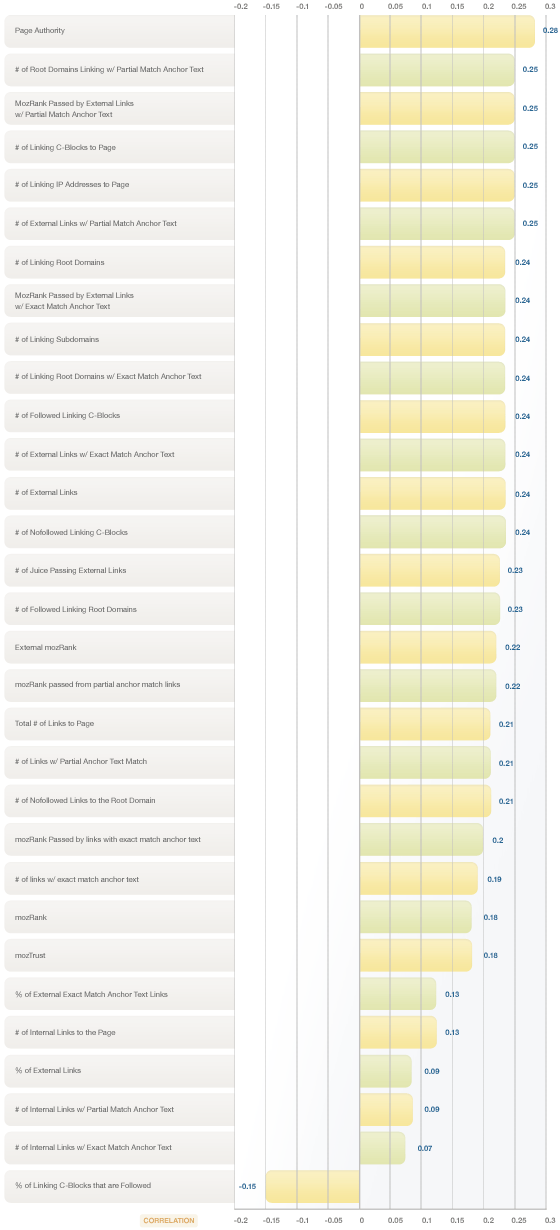 -0.2 -0.15 -0.1 -0.05 0 0.05 0.1 0.15 0.2 0.25 0.3
Page Authority 0.28
# of Root Domains Linking w/ Partial Match Anchor Text 0.25
MozRank Passed by External Links
w/ Partial Match Anchor Text 0.25
# of Linking C-Blocks to Page 0.25
# of Linking IP Addresses to Page 0.25
# of External Links w/ Partial Match Anchor Text 0.25
# of Linking Root Domains 0.24
MozRank Passed by External Links
w/ Exact Match Anchor Text 0.24
# of Linking Subdomains 0.24
# of Linking Root Domains w/ Exact Match Anchor Text 0.24
# of Followed Linking C-Blocks 0.24
# of External Links w/ Exact Match Anchor Text 0.24
# of External Links 0.24
# of Nofollowed Linking C-Blocks 0.24
# of Juice Passing External Links 0.23
# of Followed Linking Root Domains 0.23
External mozRank 0.22
mozRank passed from partial anchor match links 0.22
Total # of Links to Page 0.21
# of Links w/ Partial Anchor Text Match 0.21
# of Nofollowed Links to the Root Domain 0.21
mozRank Passed by links with exact match anchor text 0.2
# of links w/ exact match anchor text 0.19
mozRank 0.18
mozTrust 0.18
% of External Exact Match Anchor Text Links 0.13
# of Internal Links to the Page 0.13
% of External Links 0.09
# of Internal Links w/ Partial Match Anchor Text 0.09
# of Internal Links w/ Exact Match Anchor Text 0.07
% of Linking C-Blocks that are Followed -0.15
CORRELATION -0.2 -0.15 -0.1 -0.05 0 0.05 0.1 0.15 0.2 0.25 0.3